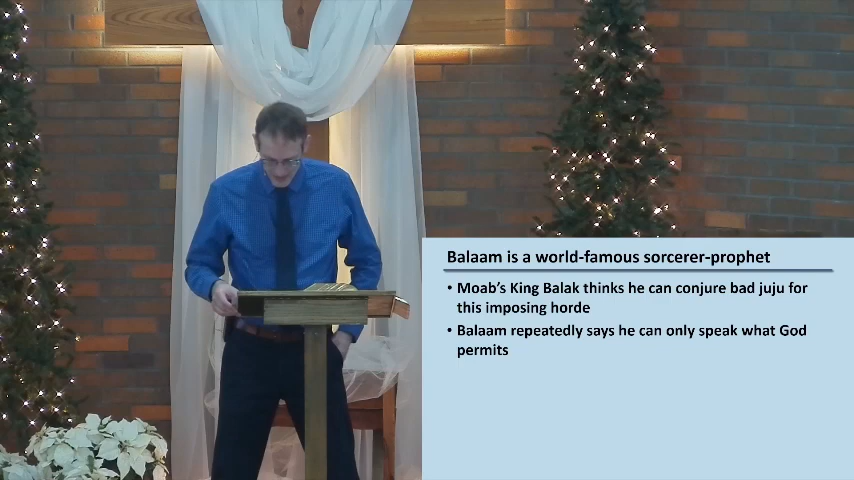 Balaam is a world-famous sorcerer-prophet
• Moab's King Balak thinks he can conjure bad juju for
this imposing horde
• Balaam repeatedly says he can only speak what God
permits